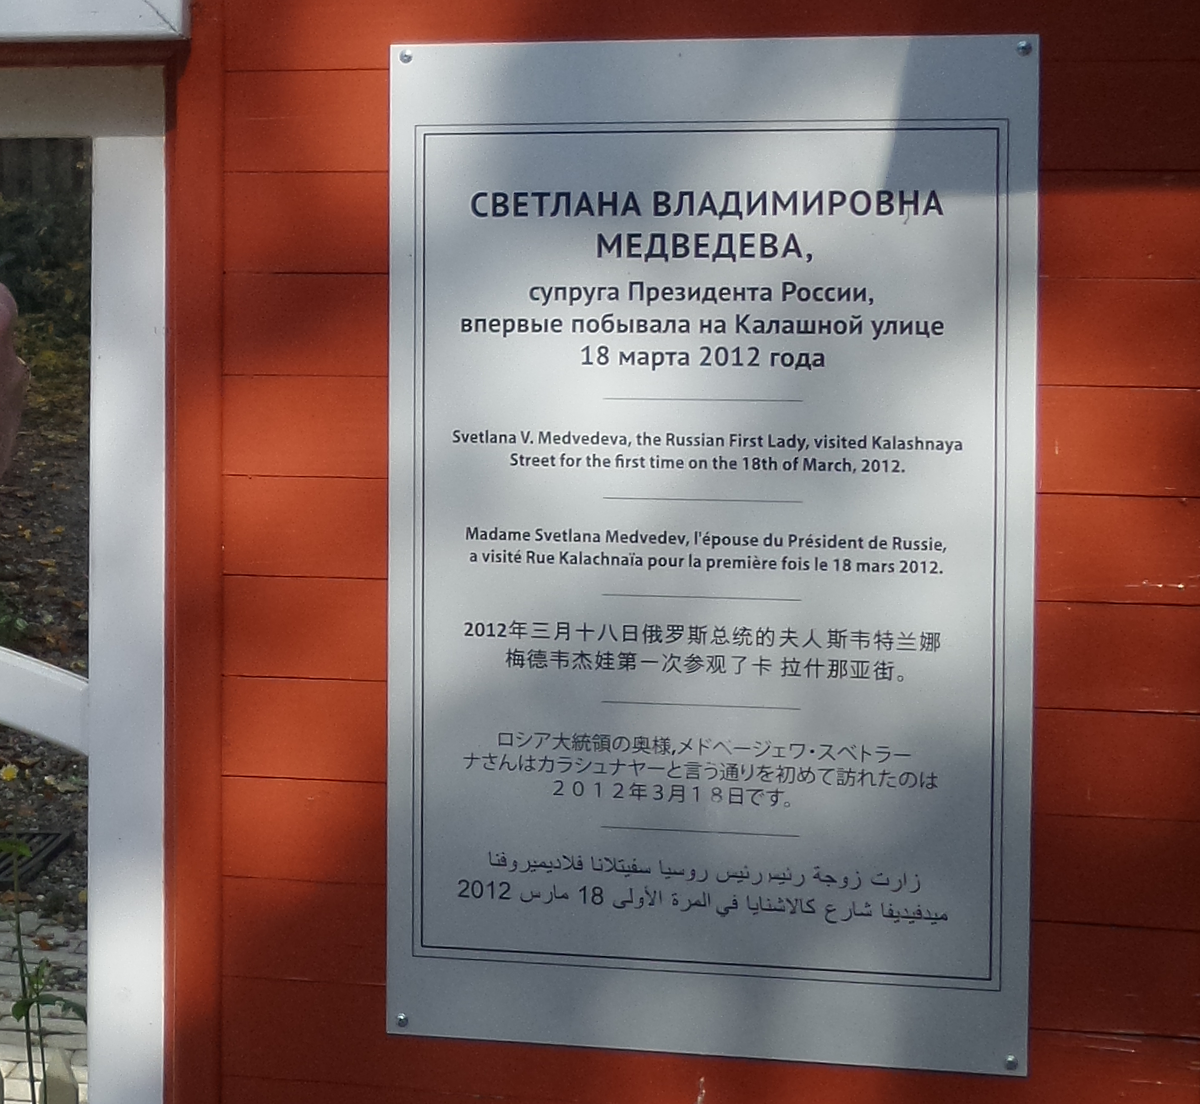 СВЕТЛАНА ВЛАДИМИРОВНА
МЕДВЕДЕВА,
супруга Президента России,
впервые побывала на Калашной улице
18 марта 2012 года
Svetlana V. Medvedeva, the Russian First Lady, visited Kalashnaya
Street for the first time on the 18th of March, 2012.
Madame Svetlana Medvedev, l'épouse du Président de Russie,
a visité Rue Kalachnaïa pour la première fois le 18 mars 2012.
2012年三月十八日俄罗斯总统的夫人斯韦特兰娜
梅德韦杰娃第一次参观了卡 拉什那亚街。
ロシア大統領の奥様,メドベージェワ・スベトラー
ナさんはカラシュナヤーと言う通りを初めて訪れたのは
２０１２年３月１８日です。
زارت زوجة رئيس رئيس روسيا سفيتلانا فلاديميروفنا
ميدفيديفا شارع كالاشنايا في المرة الأولى 18 مارس 2012